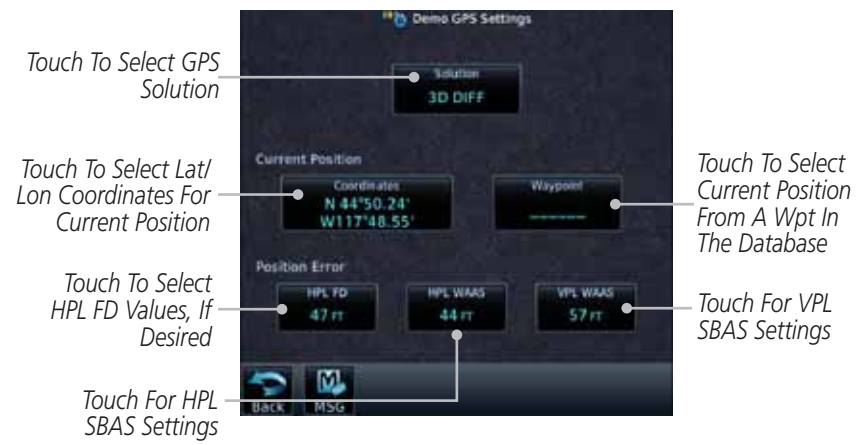 Demo GPS Settings
Touch To Select GPS
Solution
Solution
3D DIFF
Current Position
Touch To Select Lat/
Lon Coordinates For
Current Position
Coordinates
N 44°50.24'
W117°48.55'
Waypoint
______
Touch To Select
Current Position
From A Wpt In
The Database
Position Error
Touch To Select
HPL FD Values, If
Desired
HPL FD
47 FT
HPL WAAS
44 FT
VPL WAAS
57 FT
Touch For VPL
SBAS Settings
Touch For HPL
SBAS Settings
Back
MSG